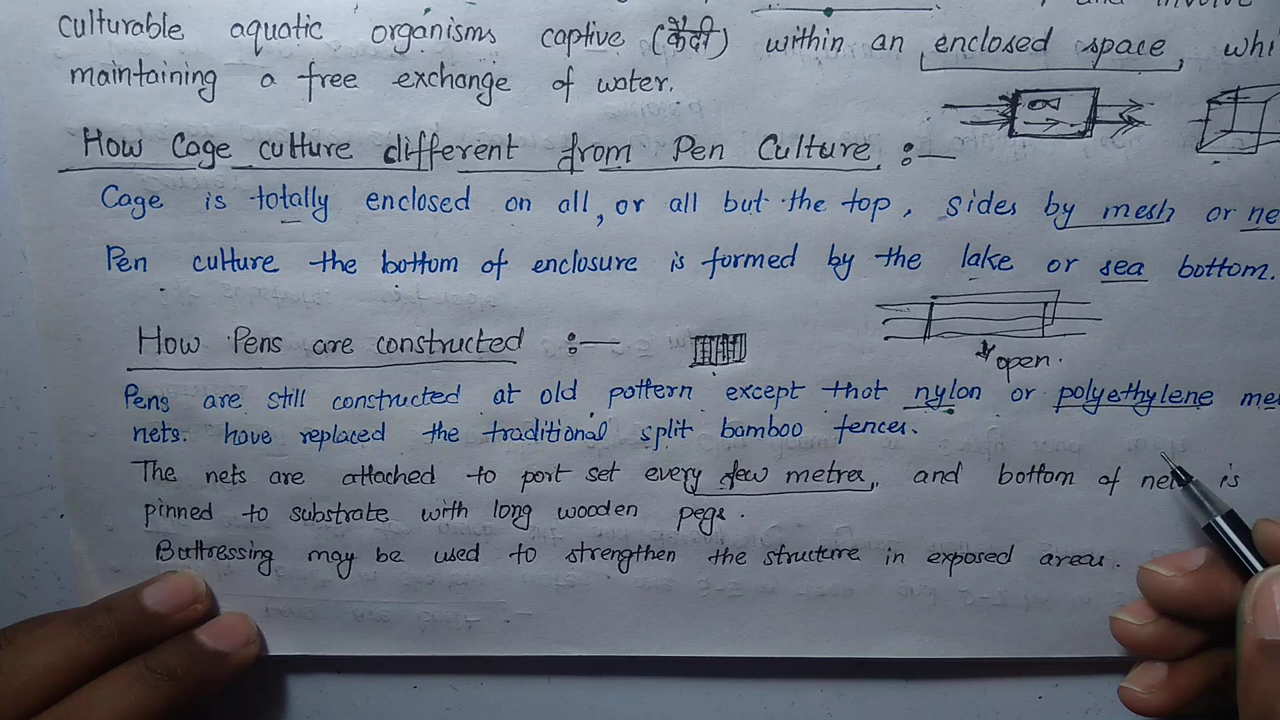 culturable aquatic organisms captive (कैदी) within an enclosed space,
maintaining a free exchange of water.
How Cage culture different from Pen Culture :—
Cage is totally enclosed on all, or all but the top, sides by mesh or
Pen culture the bottom of enclosure is formed by the lake or sea bottom.
open.
How Pens are constructed :—
Pens are still constructed at old pattern except that nylon or polyethylene
nets. have replaced the traditional split bamboo fences.
The nets are attached to port set every few metres, and bottom of net is
pinned to substrate with long wooden pegs.
Buttressing may be used to strengthen the structure in exposed areas.